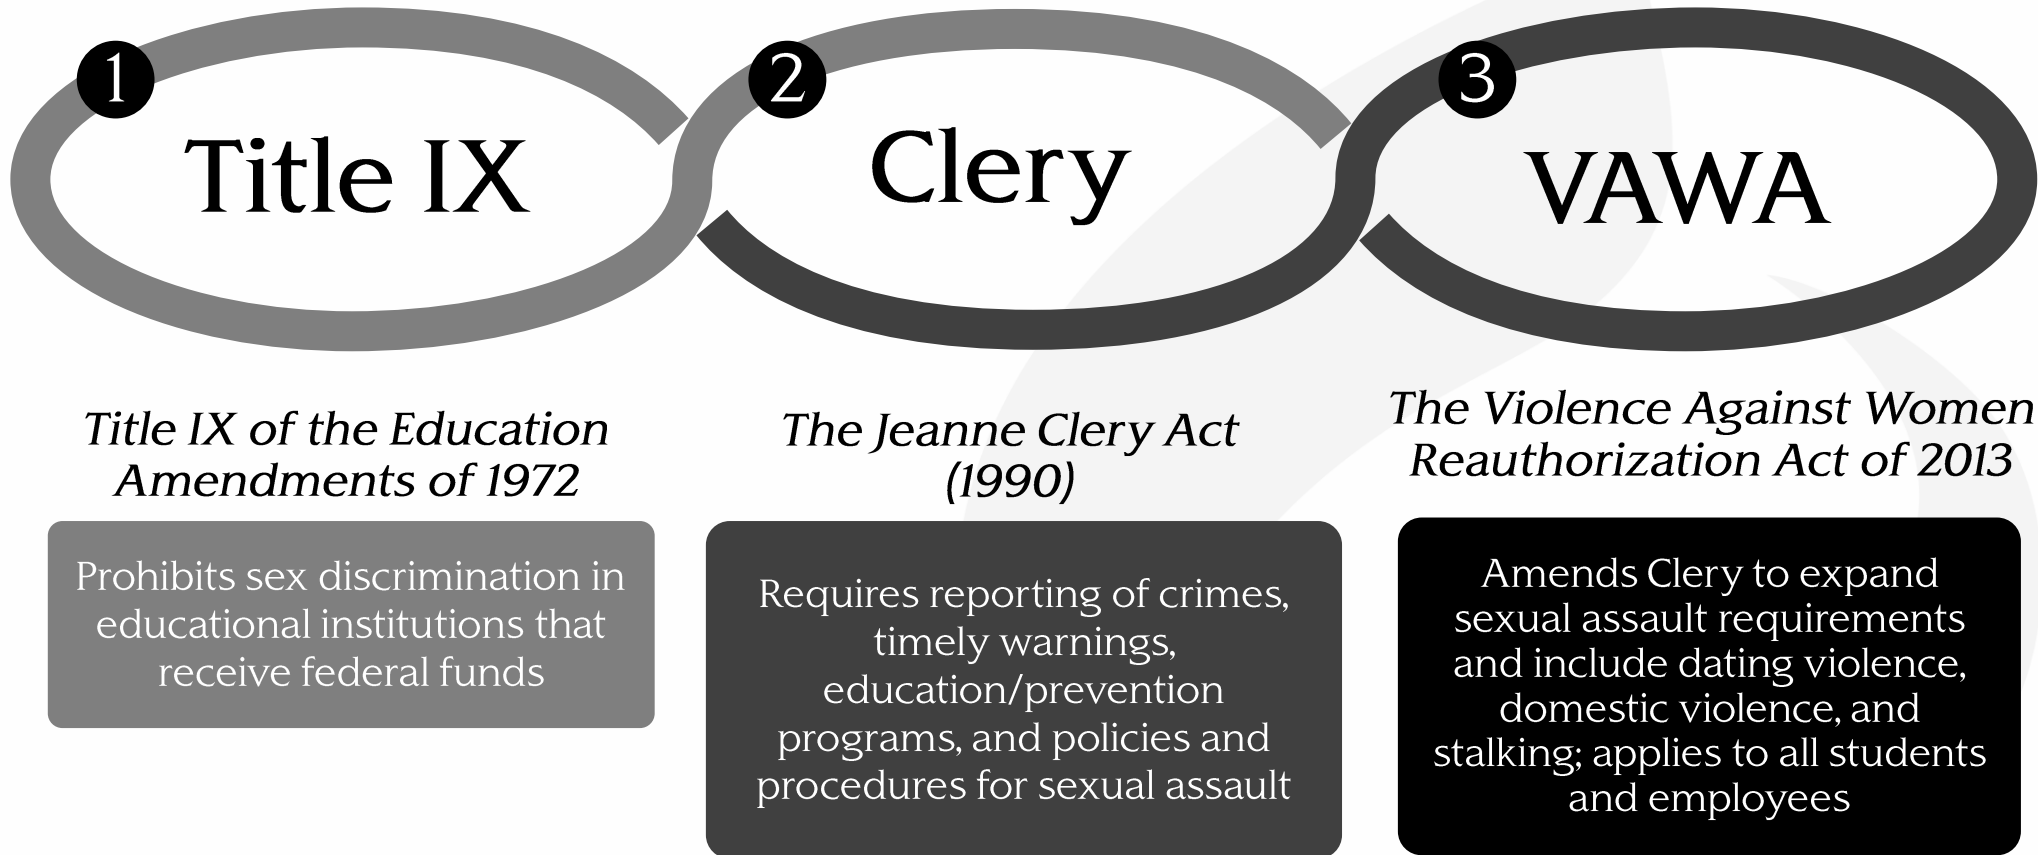 1
Title IX
Title IX of the Education
Amendments of 1972
Prohibits sex discrimination in
educational institutions that
receive federal funds
2
Clery
The Jeanne Clery Act
(1990)
Requires reporting of crimes,
timely warnings,
education/prevention
programs, and policies and
procedures for sexual assault
3
VAWA
The Violence Against Women
Reauthorization Act of 2013
Amends Clery to expand
sexual assault requirements
and include dating violence,
domestic violence, and
stalking; applies to all students
and employees